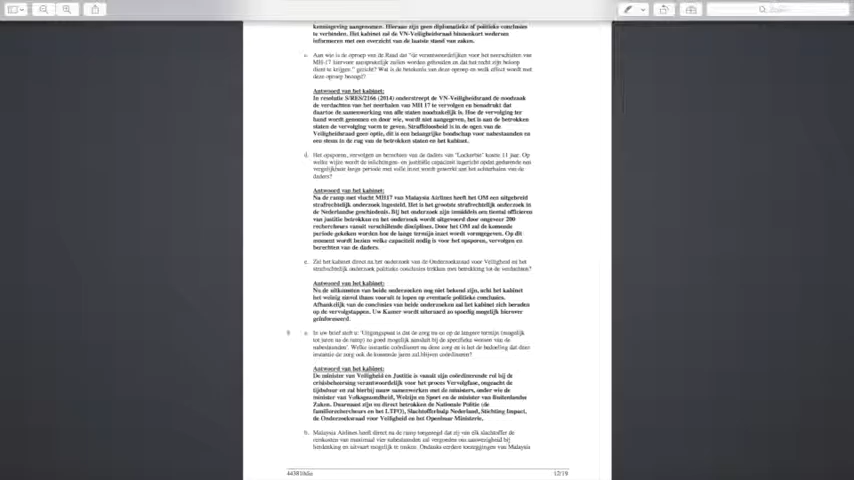 kennisgeving aangenomen. Hieraan zijn geen diplomatieke of politieke conclusies
te verbinden. Het kabinet zal de VN-Veiligheidsraad binnenkort wederom
informeren met een overzicht van de laatste stand van zaken.
c. Aan wie is de oproep van de Raad dat "de verantwoordelijken voor het neerschieten van
MH-17 hiervoor aansprakelijk zullen worden gehouden en dat het recht zijn beloop
dient te krijgen." gericht? Wat is de betekenis van deze oproep en welk effect wordt met
deze oproep beoogd?
Antwoord van het kabinet:
In resolutie S/RES/2166 (2014) onderstreept de VN-Veiligheidsraad de noodzaak
de verdachten van het neerhalen van MH 17 te vervolgen en benadrukt dat
daartoe de samenwerking van alle staten noodzakelijk is. Hoe de vervolging ter
hand wordt genomen en door wie, wordt niet aangegeven, het is aan de betrokken
staten de vervolging vorm te geven. Straffeloosheid is in de ogen van de
Veiligheidsraad geen optie, dit is een belangrijke boodschap voor nabestaanden en
een steun in de rug van de betrokken staten en het kabinet.
d. Het opsporen, vervolgen en berechten van de daders van 'Lockerbie' kostte 11 jaar. Op
welke wijze wordt de inlichtingen- en justitiële capaciteit ingericht opdat gedurende een
vergelijkbare lange periode met volle inzet wordt gewerkt aan het achterhalen van de
daders?
Antwoord van het kabinet:
Na de ramp met vlucht MH17 van Malaysia Airlines heeft het OM een uitgebreid
strafrechtelijk onderzoek ingesteld. Het is het grootste strafrechtelijk onderzoek in
de Nederlandse geschiedenis. Bij het onderzoek zijn inmiddels een tiental officieren
van justitie betrokken en het onderzoek wordt uitgevoerd door ongeveer 200
rechercheurs vanuit verschillende disciplines. Door het OM zal de komende
periode gekeken worden hoe de lange termijn inzet wordt vormgegeven. Op dit
moment wordt bezien welke capaciteit nodig is voor het opsporen, vervolgen en
berechten van de daders.
e. Zal het kabinet direct na het onderzoek van de Onderzoeksraad voor Veiligheid en het
strafrechtelijk onderzoek politieke conclusies trekken met betrekking tot de verdachten?
Antwoord van het kabinet:
Nu de uitkomsten van beide onderzoeken nog niet bekend zijn, acht het kabinet
het weinig zinvol thans vooruit te lopen op eventuele politieke conclusies.
Afhankelijk van de conclusies van beide onderzoeken zal het kabinet zich beraden
op de vervolgstappen. Uw Kamer wordt uiteraard zo spoedig mogelijk hierover
geïnformeerd.
8 a. In uw brief stelt u: 'Uitgangspunt is dat de zorg nu en op de langere termijn (mogelijk
tot jaren na de ramp) zo goed mogelijk aansluit bij de specifieke wensen van de
nabestaanden'. Welke instantie coördineert nu deze zorg en is het de bedoeling dat deze
instantie de zorg ook de komende jaren zal blijven coördineren?
Antwoord van het kabinet:
De minister van Veiligheid en Justitie is vanuit zijn coördinerende rol bij de
crisisbeheersing verantwoordelijk voor het proces Vervolgfase, ongeacht de
tijdsduur en zal hierbij nauw samenwerken met de ministers, onder wie de
minister van Volksgezondheid, Welzijn en Sport en de minister van Buitenlandse
Zaken. Daarnaast zijn en direct betrokken de Nationale Politie (de
familierechercheurs en het LTFO), Slachtofferhulp Nederland, Stichting Impact,
de Onderzoeksraad voor Veiligheid en het Openbaar Ministerie.
b. Malaysia Airlines heeft direct na de ramp toegezegd dat zij van elk slachtoffer de
reiskosten van maximaal vier nabestaanden zal vergoeden om aanwezigheid bij
herdenking en uitvaart mogelijk te maken. Ondanks eerdere toezeggingen van Malaysia
12/19